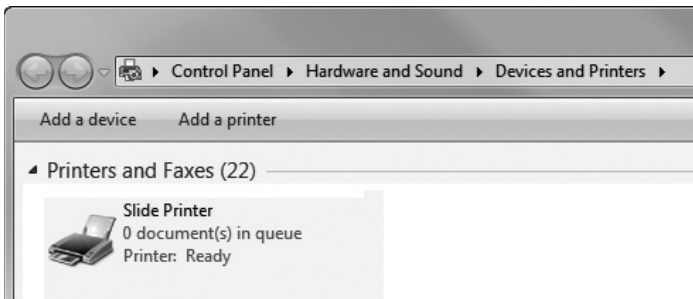 Control Panel ▸ Hardware and Sound ▸ Devices and Printers ▸
Add a device Add a printer
Printers and Faxes (22)
Slide Printer
0 document(s) in queue
Printer: Ready